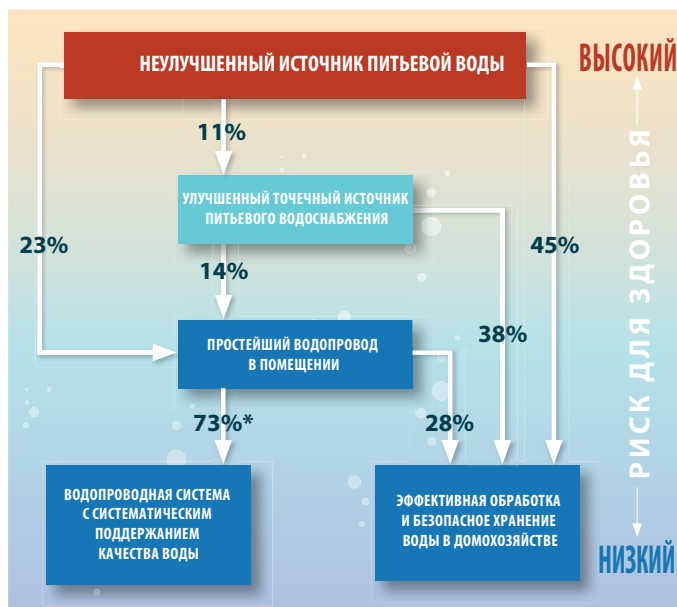 НЕУЛУЧШЕННЫЙ ИСТОЧНИК ПИТЬЕВОЙ ВОДЫ
ВЫСОКИЙ
11%
УЛУЧШЕННЫЙ ТОЧЕЧНЫЙ ИСТОЧНИК
ПИТЬЕВОГО ВОДОСНАБЖЕНИЯ
23%
45%
14%
РИСК ДЛЯ ЗДОРОВЬЯ
38%
ПРОСТЕЙШИЙ ВОДОПРОВОД
В ПОМЕЩЕНИИ
73%*
28%
ВОДОПРОВОДНАЯ СИСТЕМА
С СИСТЕМАТИЧЕСКИМ
ПОДДЕРЖАНИЕМ
КАЧЕСТВА ВОДЫ
ЭФФЕКТИВНАЯ ОБРАБОТКА
И БЕЗОПАСНОЕ ХРАНЕНИЕ
ВОДЫ В ДОМОХОЗЯЙСТВЕ
НИЗКИЙ